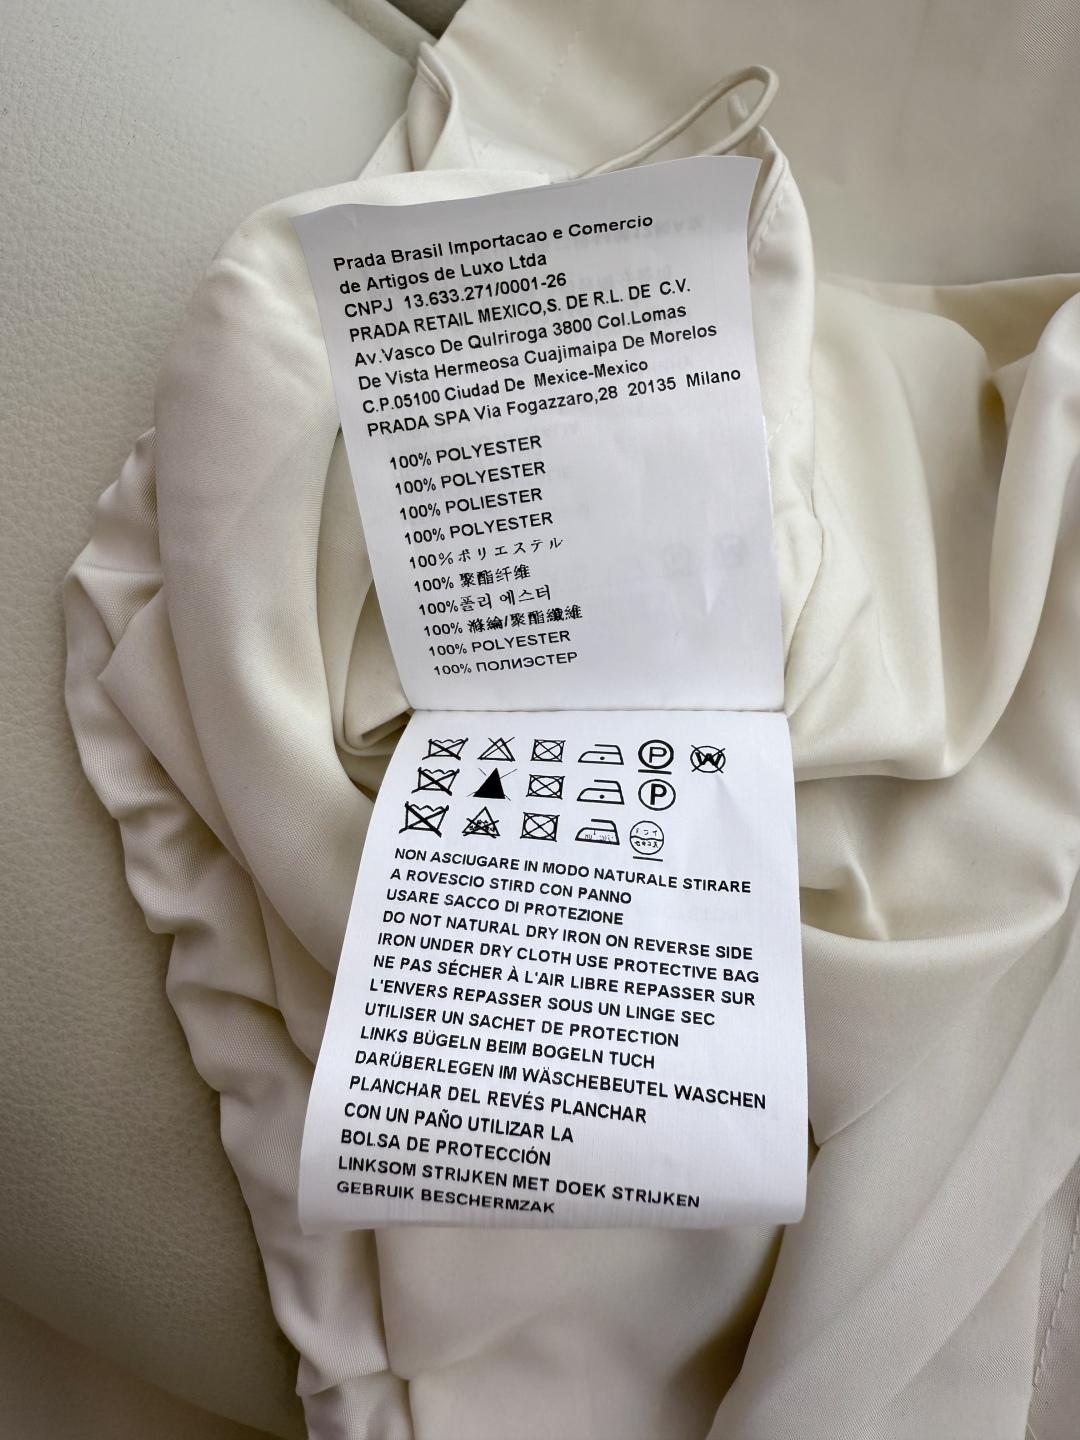 Prada Brasil Importacao e Comercio
de Artigos de Luxo Ltda
CNPJ 13.633.271/0001-26
PRADA RETAIL MEXICO,S. DE R.L. DE C.V.
Av.Vasco De Qulriroga 3800 Col.Lomas
De Vista Hermeosa Cuajimaipa De Morelos
C.P.05100 Ciudad De Mexice-Mexico
PRADA SPA Via Fogazzaro,28 20135 Milano
100% POLYESTER
100% POLYESTER
100% POLIESTER
100% POLYESTER
100%ポリエステル
100% 聚酯纤维
100%폴리 에스터
100% 滌綸/聚酯纖維
100% POLYESTER
100% ПОЛИЭСТЕР
P W
P
ドライ
セキユ系
NON ASCIUGARE IN MODO NATURALE STIRARE
A ROVESCIO STIRD CON PANNO
USARE SACCO DI PROTEZIONE
DO NOT NATURAL DRY IRON ON REVERSE SIDE
IRON UNDER DRY CLOTH USE PROTECTIVE BAG
NE PAS SÉCHER À L'AIR LIBRE REPASSER SUR
L'ENVERS REPASSER SOUS UN LINGE SEC
UTILISER UN SACHET DE PROTECTION
LINKS BÜGELN BEIM BOGELN TUCH
DARÜBERLEGEN IM WÄSCHEBEUTEL WASCHEN
PLANCHAR DEL REVÉS PLANCHAR
CON UN PAÑO UTILIZAR LA
BOLSA DE PROTECCIÓN
LINKSOM STRIJKEN MET DOEK STRIJKEN
GEBRUIK BESCHERMZAK